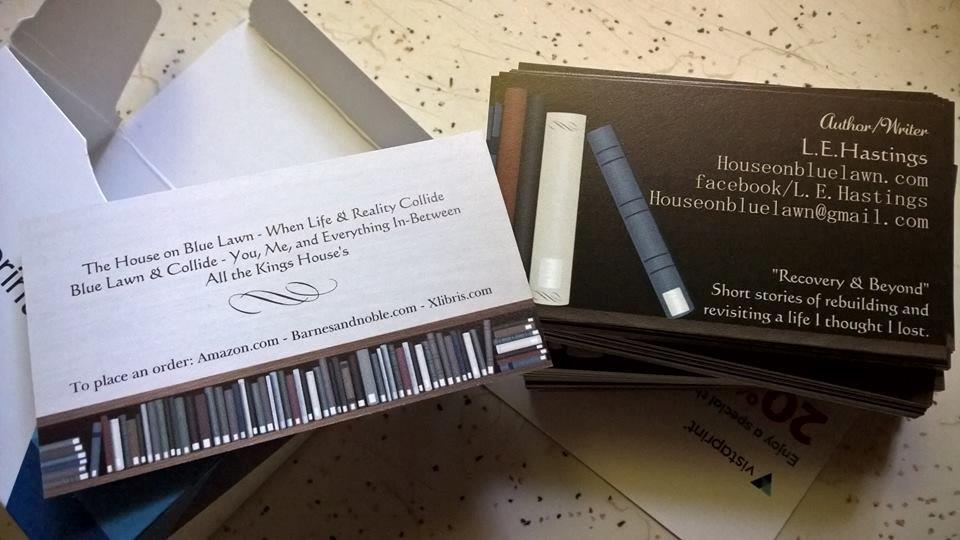 The House on Blue Lawn - When Life & Reality Collide
Blue Lawn & Collide - You, Me, and Everything In-Between
All the Kings House's
To place an order: Amazon.com - Barnesandnoble.com - Xlibris.com
Author/Writer
L.E.Hastings
Houseonbluelawn.com
facebook/L.E.Hastings
Houseonbluelawn@gmail.com
"Recovery & Beyond"
Short stories of rebuilding and
revisiting a life I thought I lost.
vistaprint
Enjoy a special
20%